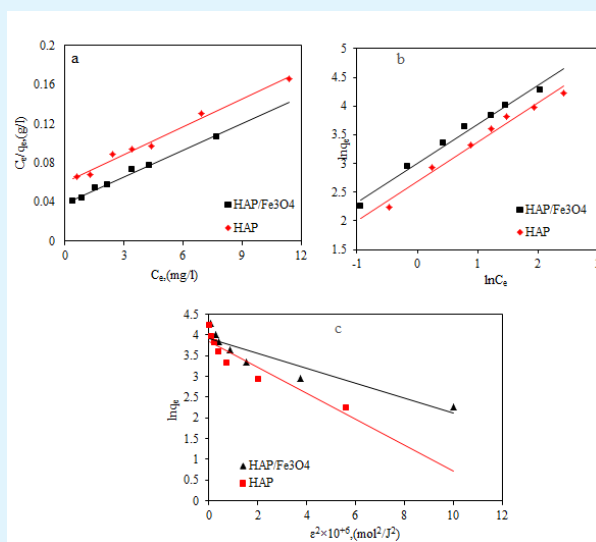 a
0.2
0.16
0.12
0.08
0.04
0
Ce/qe,(g/l)
0
3
6
9
12
Ce,(mg/l)
HAP/Fe3O4
HAP
b
5
4.5
4
3.5
3
2.5
2
1.5
lnqe
-1
0
1
2
3
lnCe
HAP/Fe3O4
HAP
c
4.5
4
3.5
3
2.5
2
1.5
1
0.5
0
lnqe
0
2
4
6
8
10
ε²×10⁺⁶,(mol²/J²)
HAP/Fe3O4
HAP